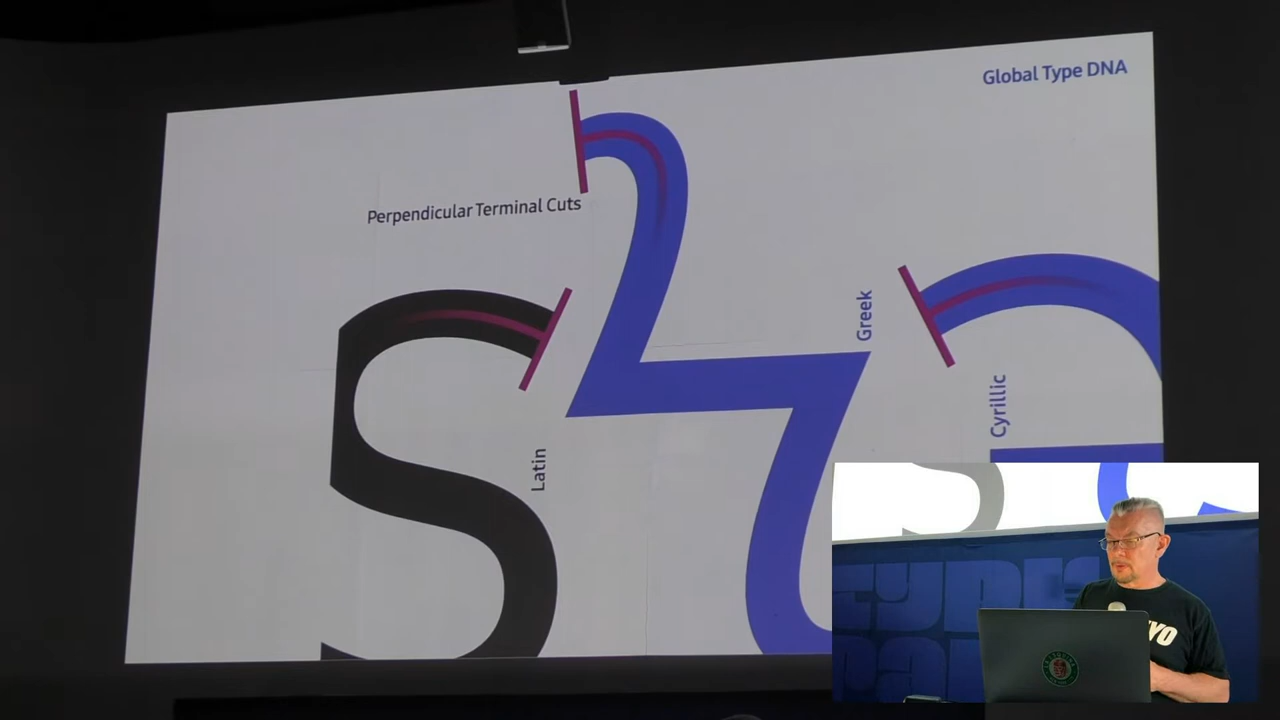 Global Type DNA
Perpendicular Terminal Cuts
Greek
Cyrillic
Latin